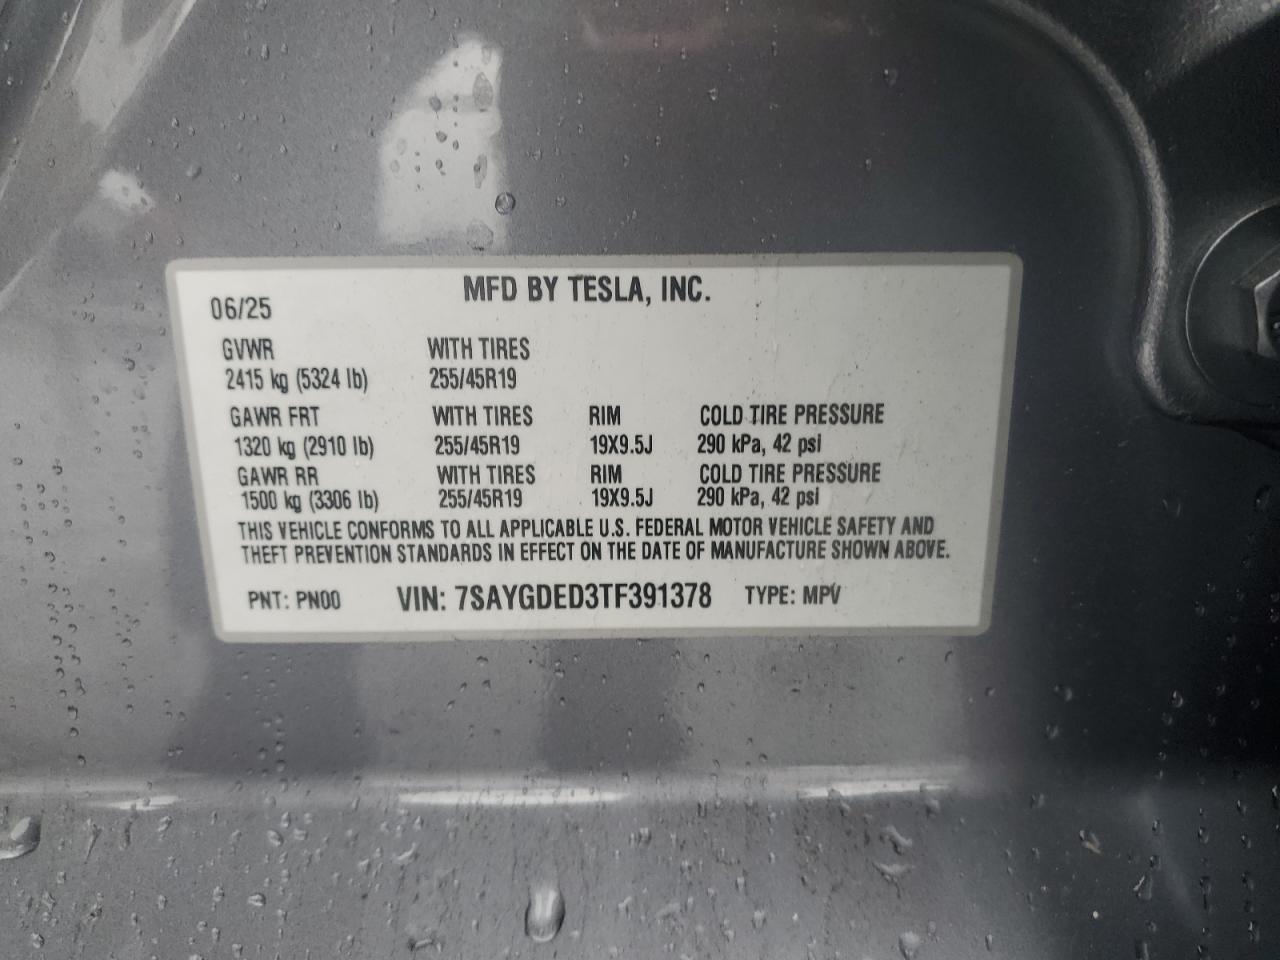 MFD BY TESLA, INC.
06/25
GVWR WITH TIRES
2415 kg (5324 lb) 255/45R19
GAWR FRT WITH TIRES RIM COLD TIRE PRESSURE
1320 kg (2910 lb) 255/45R19 19X9.5J 290 kPa, 42 psi
GAWR RR WITH TIRES RIM COLD TIRE PRESSURE
1500 kg (3306 lb) 255/45R19 19X9.5J 290 kPa, 42 psi
THIS VEHICLE CONFORMS TO ALL APPLICABLE U.S. FEDERAL MOTOR VEHICLE SAFETY AND
THEFT PREVENTION STANDARDS IN EFFECT ON THE DATE OF MANUFACTURE SHOWN ABOVE.
PNT: PN00 VIN: 7SAYGDED3TF391378 TYPE: MPV